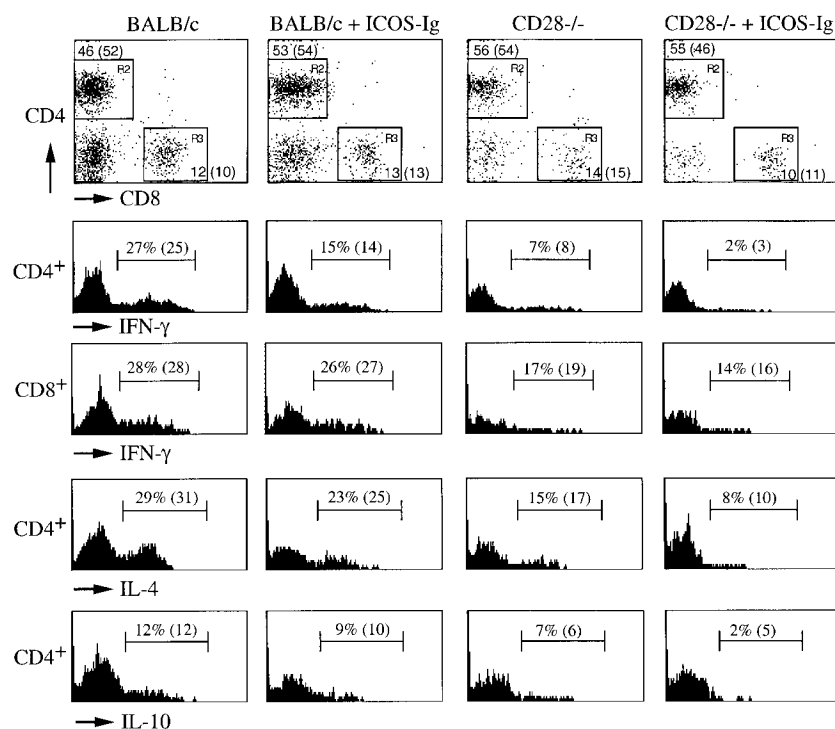 BALB/c BALB/c + ICOS-Ig CD28-/- CD28-/- + ICOS-Ig
46 (52) 53 (54) 56 (64) 55 (46)
R2 R2 R2 R2
CD4
R3 R3 R3 R3
12 (10) 13 (13) 14 (15) 10 (11)
CD8
27% (25) 15% (14) 7% (8) 2% (3)
CD4+
IFN-γ
28% (28) 26% (27) 17% (19) 14% (16)
CD8+
IFN-γ
29% (31) 23% (25) 15% (17) 8% (10)
CD4+
IL-4
12% (12) 9% (10) 7% (6) 2% (5)
CD4+
IL-10